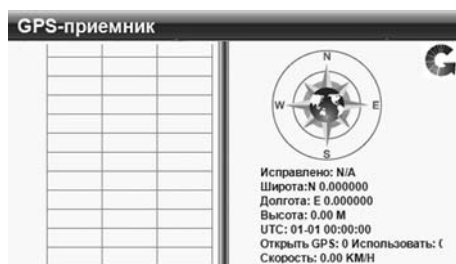 GPS-приемник
N
W
E
S
Исправлено: N/A
Широта:N 0.000000
Долгота: E 0.000000
Высота: 0.00 M
UTC: 01-01 00:00:00
Открыть GPS: 0 Использовать: (
Скорость: 0.00 KM/H